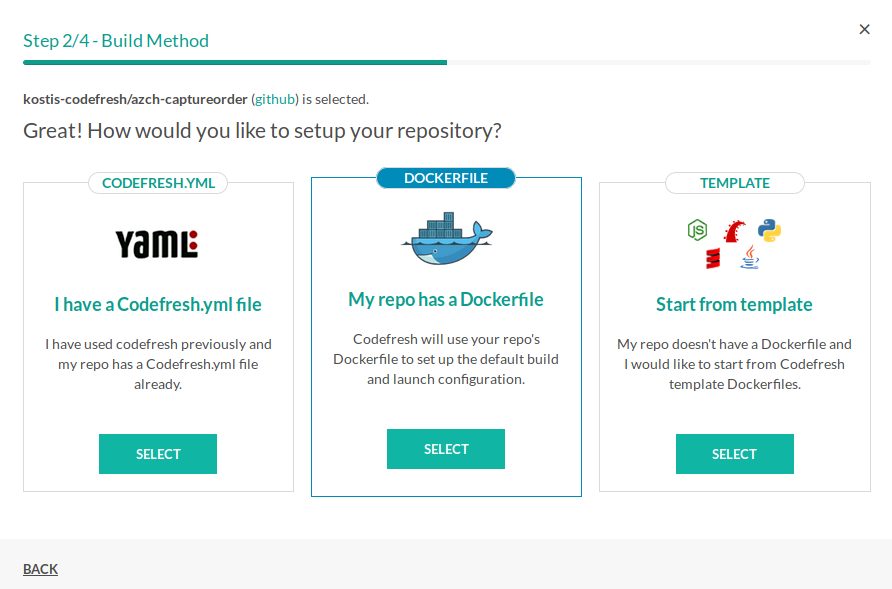 Step 2/4 - Build Method
kostis-codefresh/azch-captureorder (github) is selected.
Great! How would you like to setup your repository?
CODEFRESH.YML
YAML
I have a Codefresh.yml file
I have used codefresh previously and
my repo has a Codefresh.yml file
already.
SELECT
DOCKERFILE
My repo has a Dockerfile
Codefresh will use your repo's
Dockerfile to set up the default build
and launch configuration.
SELECT
TEMPLATE
JS
Start from template
My repo doesn't have a Dockerfile and
I would like to start from Codefresh
template Dockerfiles.
SELECT
BACK